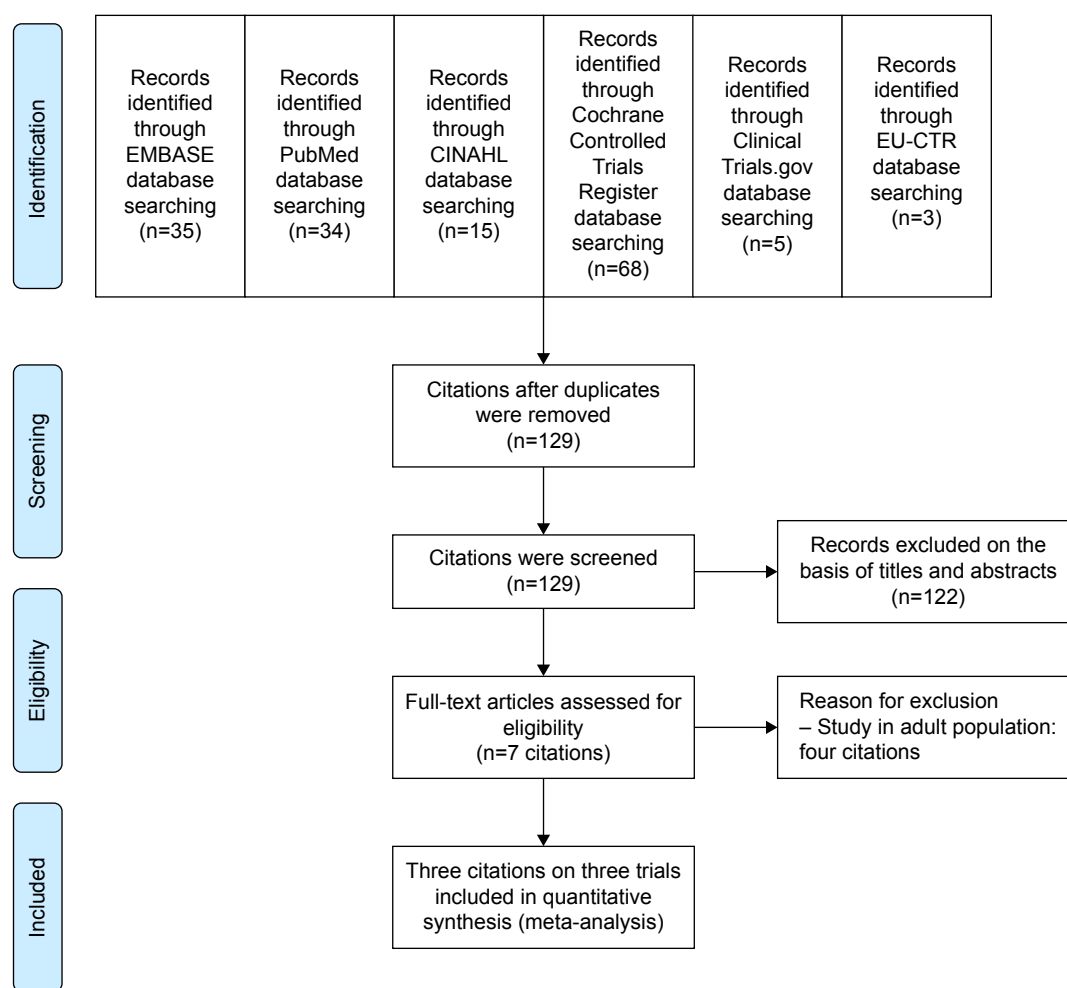 Identification
Records
identified
through
EMBASE
database
searching
(n=35)
Records
identified
through
PubMed
database
searching
(n=34)
Records
identified
through
CINAHL
database
searching
(n=15)
Records
identified
through
Cochrane
Controlled
Trials
Register
database
searching
(n=68)
Records
identified
through
Clinical
Trials.gov
database
searching
(n=5)
Records
identified
through
EU-CTR
database
searching
(n=3)
Screening
Citations after duplicates
were removed
(n=129)
Citations were screened
(n=129)
Records excluded on the
basis of titles and abstracts
(n=122)
Eligibility
Full-text articles assessed for
eligibility
(n=7 citations)
Reason for exclusion
– Study in adult population:
four citations
Included
Three citations on three trials
included in quantitative
synthesis (meta-analysis)